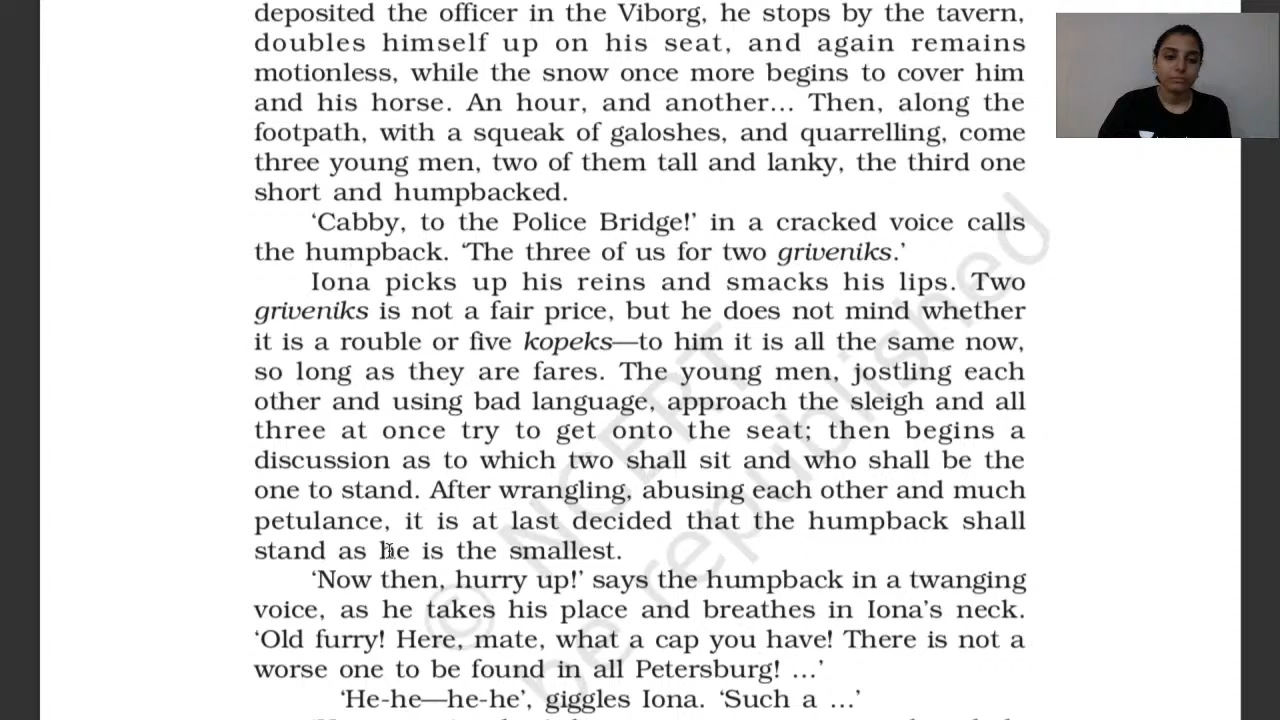 deposited the officer in the Viborg, he stops by the tavern,
doubles himself up on his seat, and again remains
motionless, while the snow once more begins to cover him
and his horse. An hour, and another... Then, along the
footpath, with a squeak of galoshes, and quarrelling, come
three young men, two of them tall and lanky, the third one
short and humpbacked.
‘Cabby, to the Police Bridge!’ in a cracked voice calls
the humpback. ‘The three of us for two griveniks.’
Iona picks up his reins and smacks his lips. Two
griveniks is not a fair price, but he does not mind whether
it is a rouble or five kopeks—to him it is all the same now,
so long as they are fares. The young men, jostling each
other and using bad language, approach the sleigh and all
three at once try to get onto the seat; then begins a
discussion as to which two shall sit and who shall be the
one to stand. After wrangling, abusing each other and much
petulance, it is at last decided that the humpback shall
stand as he is the smallest.
‘Now then, hurry up!’ says the humpback in a twanging
voice, as he takes his place and breathes in Iona’s neck.
‘Old furry! Here, mate, what a cap you have! There is not a
worse one to be found in all Petersburg! ...’
‘He-he—he-he’, giggles Iona. ‘Such a ...’
© NCERT
be republished